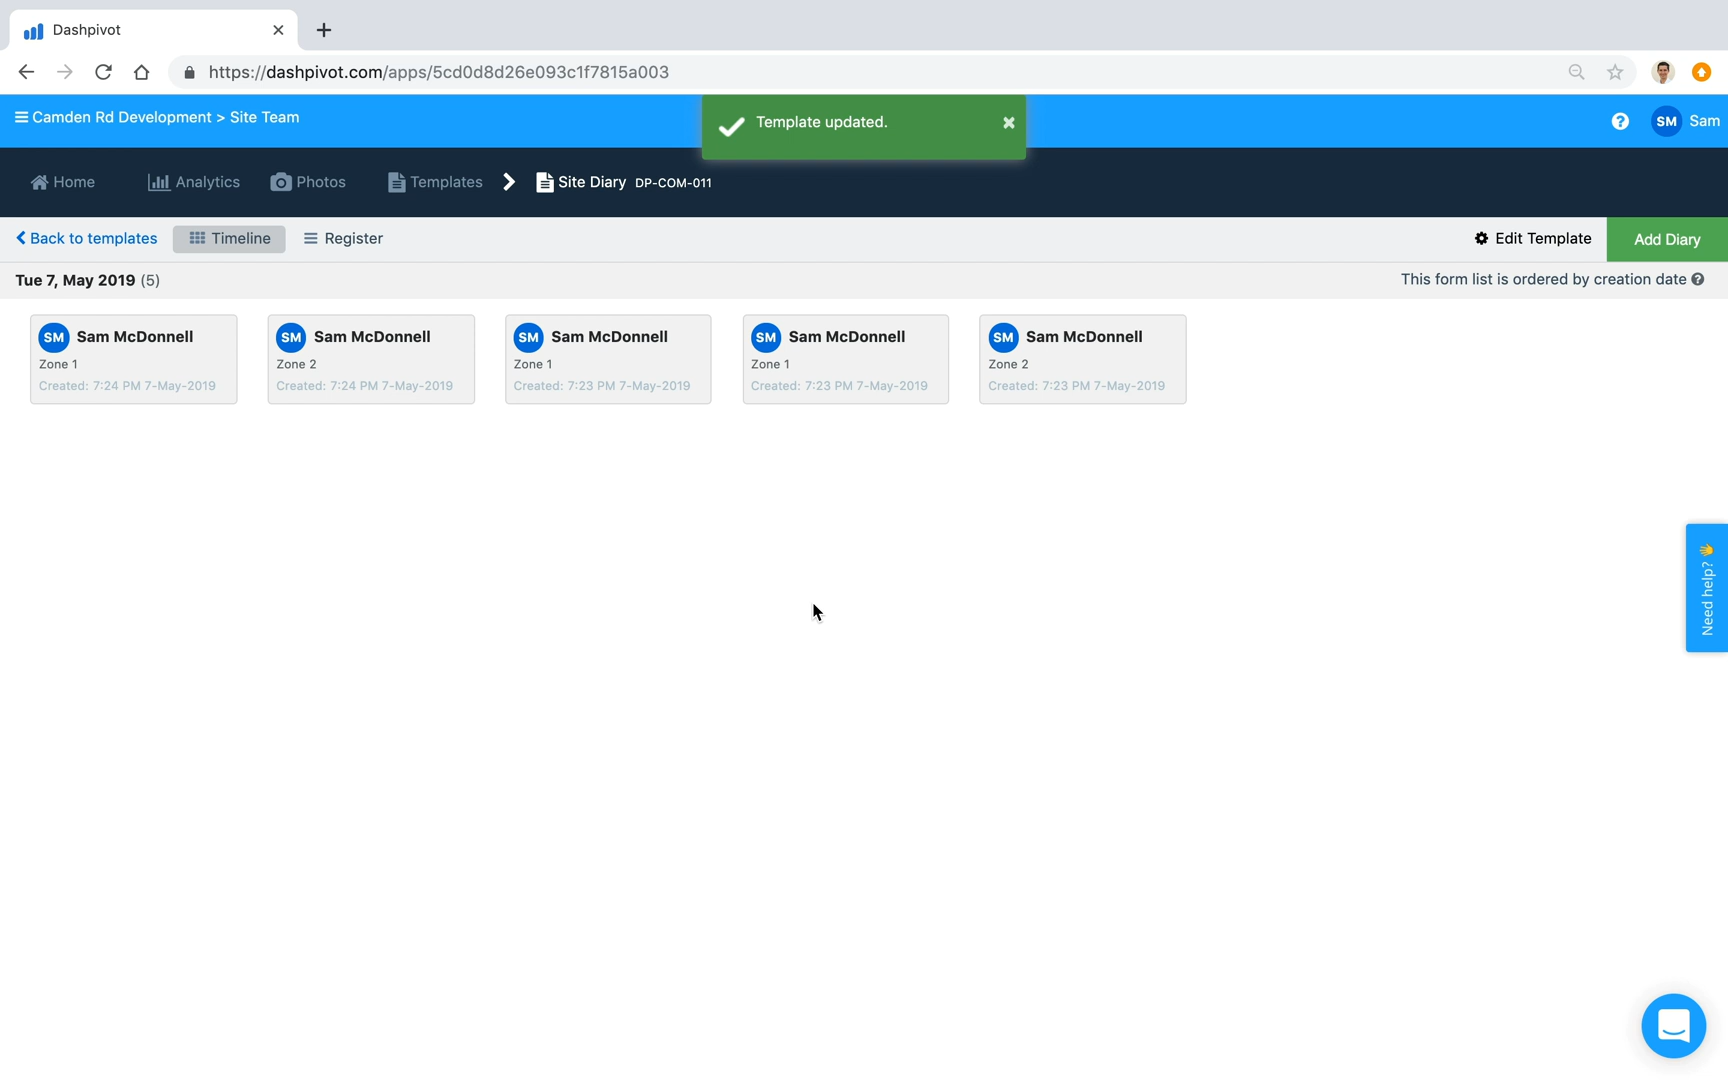 Dashpivot
https://dashpivot.com/apps/5cd0d8d26e093c1f7815a003
Camden Rd Development > Site Team
Template updated.
SM Sam
Home Analytics Photos Templates Site Diary DP-COM-011
Back to templates Timeline Register Edit Template Add Diary
Tue 7, May 2019 (5) This form list is ordered by creation date
SM Sam McDonnell
Zone 1
Created: 7:24 PM 7-May-2019
SM Sam McDonnell
Zone 2
Created: 7:24 PM 7-May-2019
SM Sam McDonnell
Zone 1
Created: 7:23 PM 7-May-2019
SM Sam McDonnell
Zone 1
Created: 7:23 PM 7-May-2019
SM Sam McDonnell
Zone 2
Created: 7:23 PM 7-May-2019
Need help? 👋